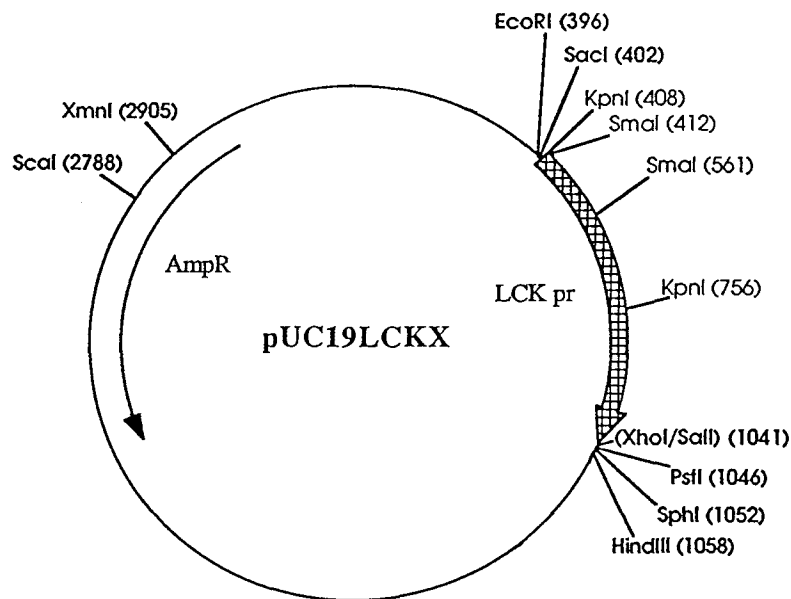 EcoRI (396)
SacI (402)
KpnI (408)
SmaI (412)
XmnI (2905)
ScaI (2788)
SmaI (561)
AmpR
LCK pr
KpnI (756)
pUC19LCKX
(XhoI/SalI) (1041)
PstI (1046)
SphI (1052)
HindIII (1058)